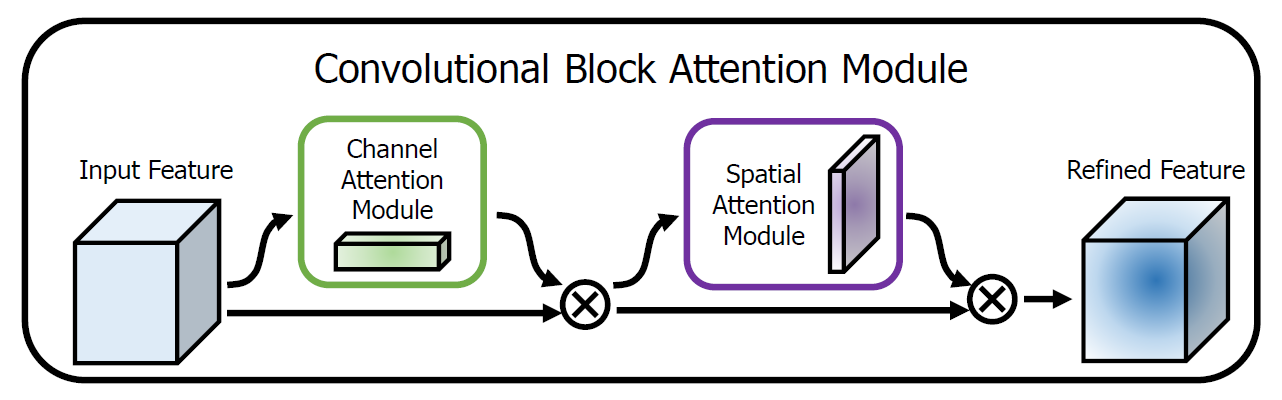 Convolutional Block Attention Module
Input Feature
Channel
Attention
Module
Spatial
Attention
Module
Refined Feature